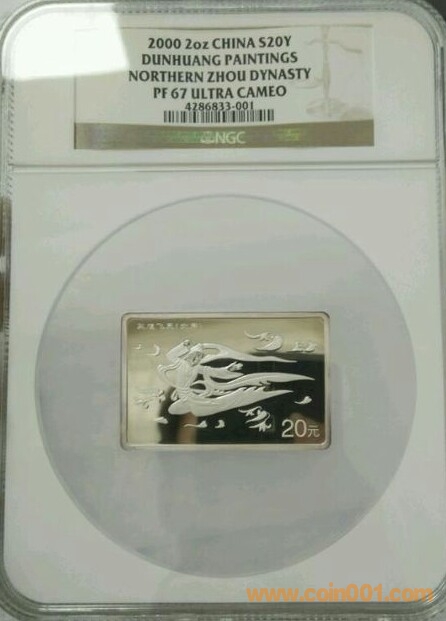 2000 2oz CHINA S20Y
DUNHUANG PAINTINGS
NORTHERN ZHOU DYNASTY
PF 67 ULTRA CAMEO
4286833-001
NGC
20元
www.coin001.com